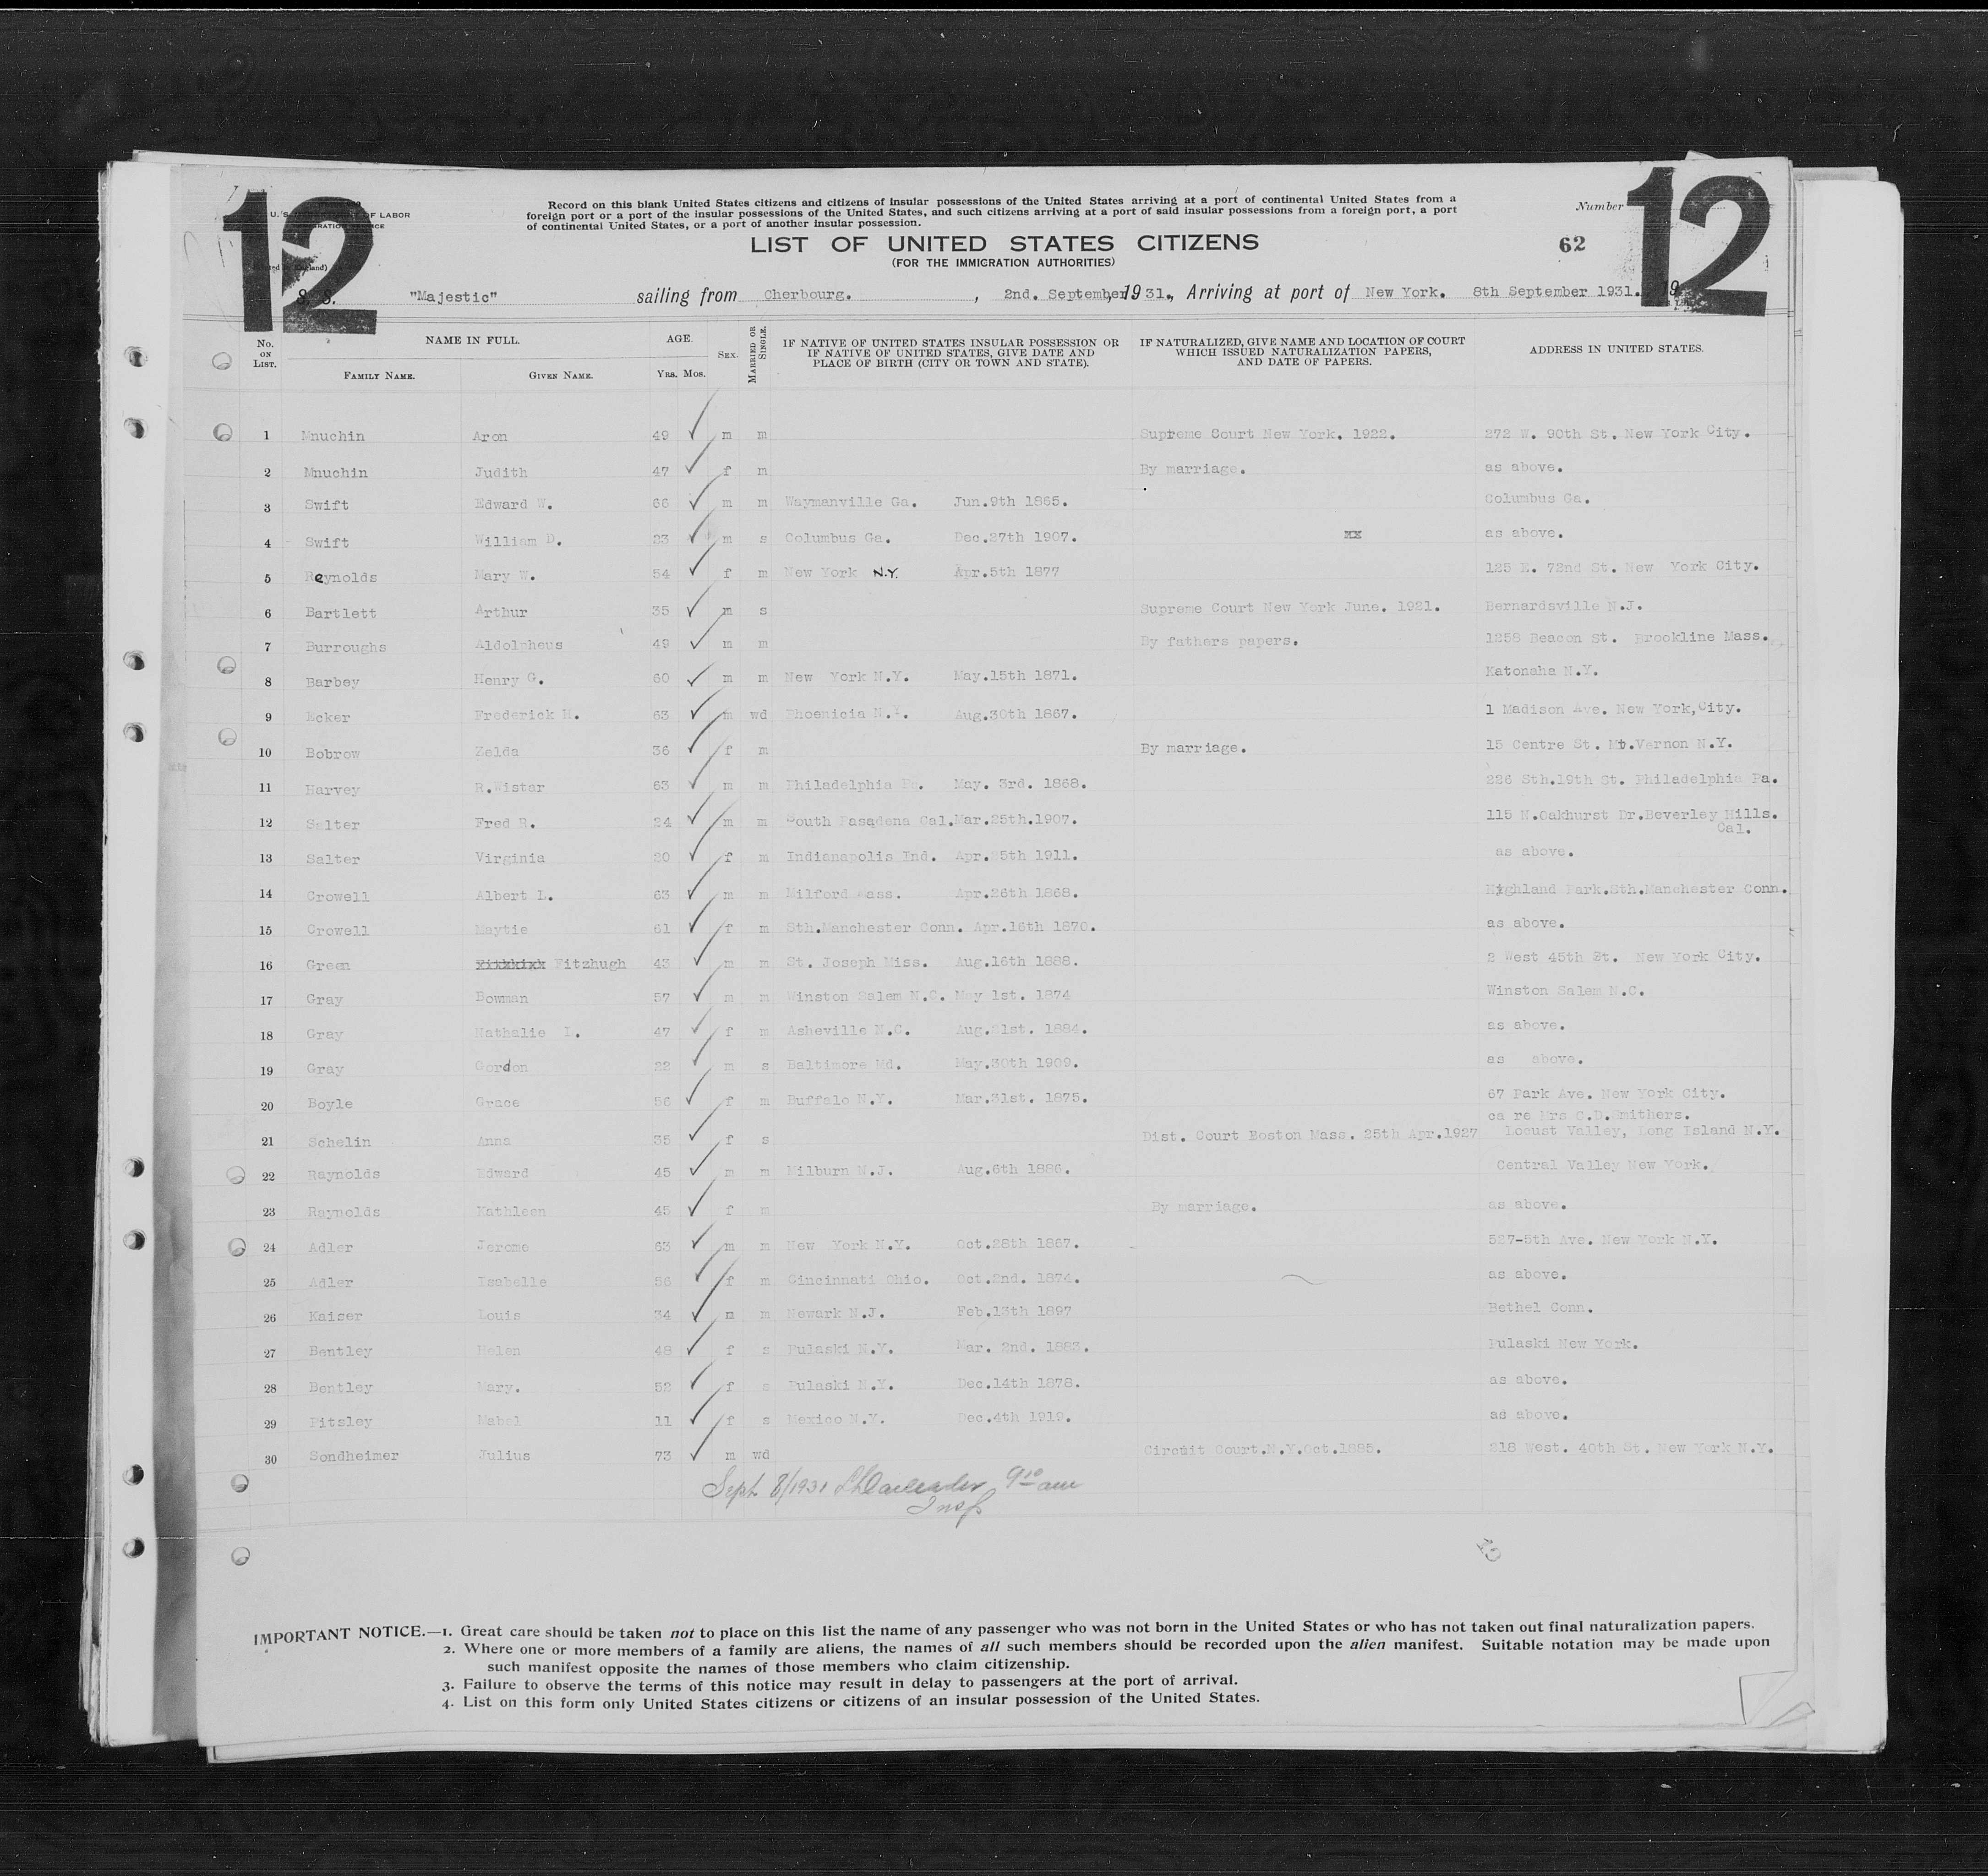 12
12
U. S. DEPARTMENT OF LABOR
Record on this blank United States citizens and citizens of insular possessions of the United States arriving at a port of continental United States from a
foreign port or a port of the insular possessions of the United States, and such citizens arriving at a port of said insular possessions from a foreign port, a port
of continental United States, or a port of another insular possession.
Number
LIST OF UNITED STATES CITIZENS
62
(FOR THE IMMIGRATION AUTHORITIES)
S. S. "Majestic" sailing from Cherbourg. , 2nd. September, 1931., Arriving at port of New York. 8th September 1931. 19
No. ON LIST. NAME IN FULL. FAMILY NAME. GIVEN NAME. AGE. YRS. MOS. SEX. MARRIED OR SINGLE. IF NATIVE OF UNITED STATES INSULAR POSSESSION OR IF NATIVE OF UNITED STATES, GIVE DATE AND PLACE OF BIRTH (CITY OR TOWN AND STATE). IF NATURALIZED, GIVE NAME AND LOCATION OF COURT WHICH ISSUED NATURALIZATION PAPERS, AND DATE OF PAPERS. ADDRESS IN UNITED STATES.
1 Mnuchin Aron 49 m m Supreme Court New York. 1922. 272 W. 90th St. New York City.
2 Mnuchin Judith 47 f m By marriage. as above.
3 Swift Edward W. 66 m m Waymanville Ga. Jun.9th 1865. Columbus Ga.
4 Swift William D. 23 m s Columbus Ga. Dec.27th 1907. xx as above.
5 Reynolds Mary W. 54 f m New York N.Y. Apr.5th 1877 125 E. 72nd St. New York City.
6 Bartlett Arthur 35 m s Supreme Court New York June. 1921. Bernardsville N.J.
7 Burroughs Aldolpheus 49 m m By fathers papers. 1258 Beacon St. Brookline Mass.
8 Barbey Henry G. 60 m m New York N.Y. May.15th 1871. Katonaha N.Y.
9 Ecker Frederick H. 63 m wd Phoenicia N.Y. Aug.30th 1867. 1 Madison Ave. New York,City.
10 Bobrow Zelda 36 f m By marriage. 15 Centre St. Mt.Vernon N.Y.
11 Harvey R.Wistar 63 m m Philadelphia Pa. May. 3rd. 1868. 226 Sth.19th St. Philadelphia Pa.
12 Salter Fred R. 24 m m South Pasadena Cal.Mar.25th.1907. 115 N.Oakhurst Dr.Beverley Hills.
Cal.
13 Salter Virginia 20 f m Indianapolis Ind. Apr.25th 1911. as above.
14 Crowell Albert L. 63 m m Milford Mass. Apr.26th 1868. Highland Park.Sth.Manchester Conn.
15 Crowell Maytie 61 f m Sth.Manchester Conn. Apr.16th 1870. as above.
16 Green Fitzhugh 43 m m St. Joseph Miss. Aug.16th 1888. 2 West 45th St. New York City.
17 Gray Bowman 57 m m Winston Salem N.C. May 1st. 1874 Winston Salem N.C.
18 Gray Nathalie L. 47 f m Asheville N.C. Aug.21st. 1884. as above.
19 Gray Gordon 22 m s Baltimore Md. May.30th 1909. as above.
20 Boyle Grace 56 f m Buffalo N.Y. Mar.31st. 1875. 67 Park Ave. New York City.
ca re Mrs C.D.Smithers.
21 Schelin Anna 35 f s Dist. Court Boston Mass. 25th Apr.1927 Locust Valley, Long Island N.Y.
22 Raynolds Edward 45 m m Milburn N.J. Aug.6th 1886. Central Valley New York.
23 Raynolds Kathleen 45 f m By marriage. as above.
24 Adler Jerome 63 m m New York N.Y. Oct.28th 1867. 527-5th Ave. New York N.Y.
25 Adler Isabelle 56 f m Cincinnati Ohio. Oct.2nd. 1874. as above.
26 Kaiser Louis 34 m m Newark N.J. Feb.13th 1897 Bethel Conn.
27 Bentley Helen 48 f s Pulaski N.Y. Mar. 2nd. 1883. Pulaski New York.
28 Bentley Mary. 52 f s Pulaski N.Y. Dec.14th 1878. as above.
29 Pitsley Mabel 11 f s Mexico N.Y. Dec.4th 1919. as above.
30 Sondheimer Julius 73 m wd Circuit Court.N.Y.Oct.1885. 218 West. 40th St. New York N.Y.
Sept 8/1931 9 10 am
Insp
IMPORTANT NOTICE.—1. Great care should be taken not to place on this list the name of any passenger who was not born in the United States or who has not taken out final naturalization papers.
2. Where one or more members of a family are aliens, the names of all such members should be recorded upon the alien manifest. Suitable notation may be made upon
such manifest opposite the names of those members who claim citizenship.
3. Failure to observe the terms of this notice may result in delay to passengers at the port of arrival.
4. List on this form only United States citizens or citizens of an insular possession of the United States.